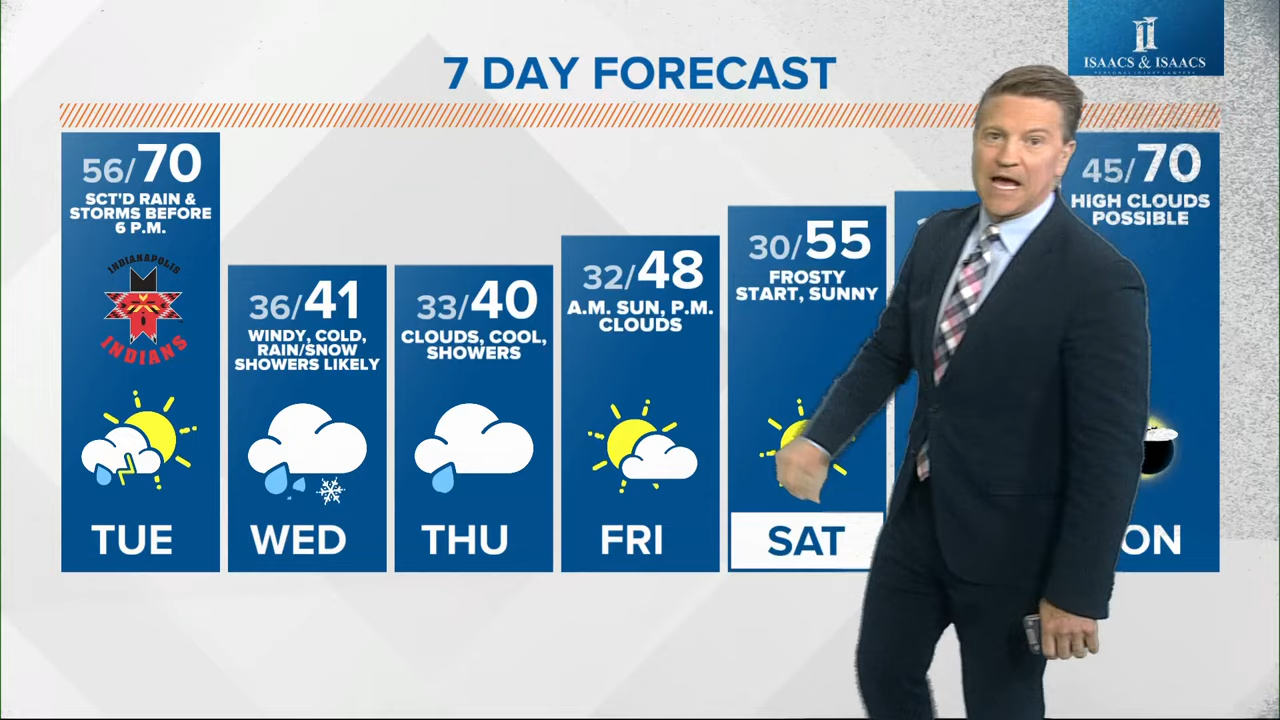 ISAACS & ISAACS
PERSONAL INJURY LAWYERS
7 DAY FORECAST
56/70
SCT'D RAIN &
STORMS BEFORE
6 P.M.
INDIANAPOLIS
INDIANS
TUE
36/41
WINDY, COLD,
RAIN/SNOW
SHOWERS LIKELY
WED
33/40
CLOUDS, COOL,
SHOWERS
THU
32/48
A.M. SUN, P.M.
CLOUDS
FRI
30/55
FROSTY
START, SUNNY
SAT
45/70
HIGH CLOUDS
POSSIBLE
ON